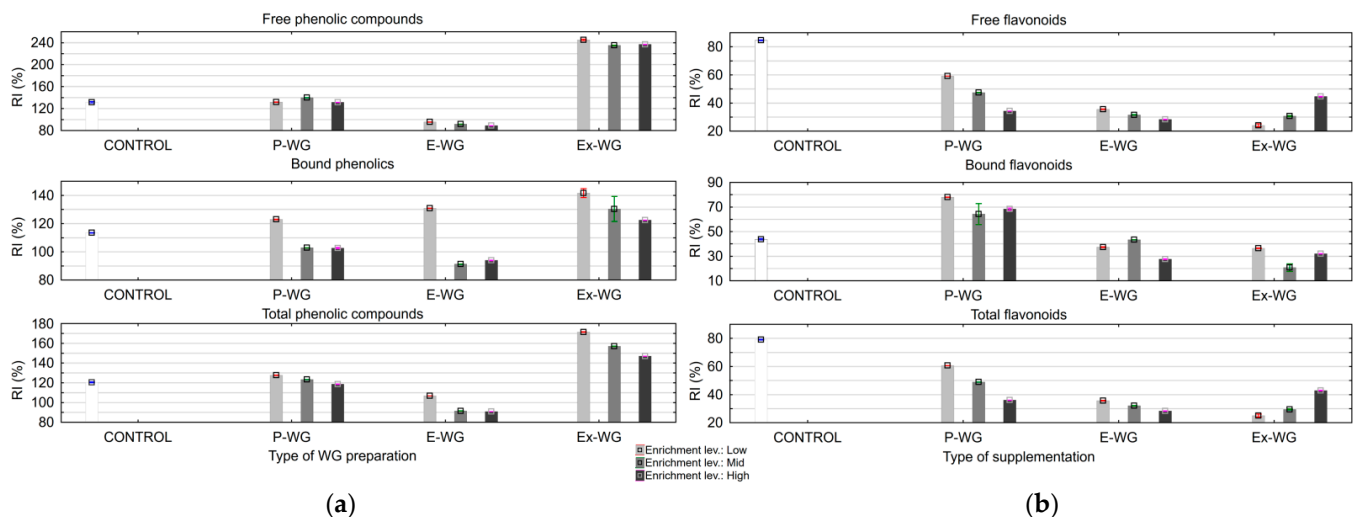 Free phenolic compounds
RI (%)
240
200
160
120
80
CONTROL P-WG E-WG Ex-WG
Bound phenolics
RI (%)
140
120
100
80
CONTROL P-WG E-WG Ex-WG
Total phenolic compounds
RI (%)
180
160
140
120
100
80
CONTROL P-WG E-WG Ex-WG
Type of WG preparation
Enrichment lev.: Low
Enrichment lev.: Mid
Enrichment lev.: High
(a)
Free flavonoids
RI (%)
80
60
40
20
CONTROL P-WG E-WG Ex-WG
Bound flavonoids
RI (%)
90
70
50
30
10
CONTROL P-WG E-WG Ex-WG
Total flavonoids
RI (%)
80
60
40
20
CONTROL P-WG E-WG Ex-WG
Type of supplementation
(b)